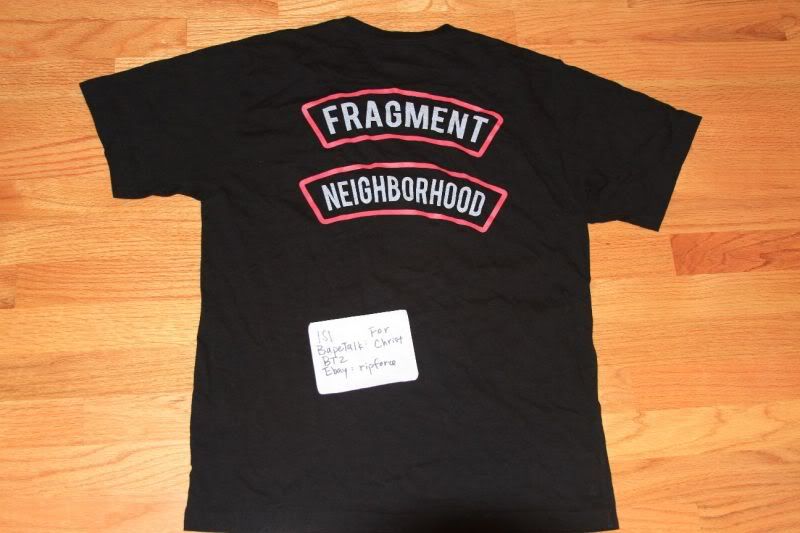 FRAGMENT
NEIGHBORHOOD
ISI For
BapeTalk: Christ
BT2
Ebay: ripforce